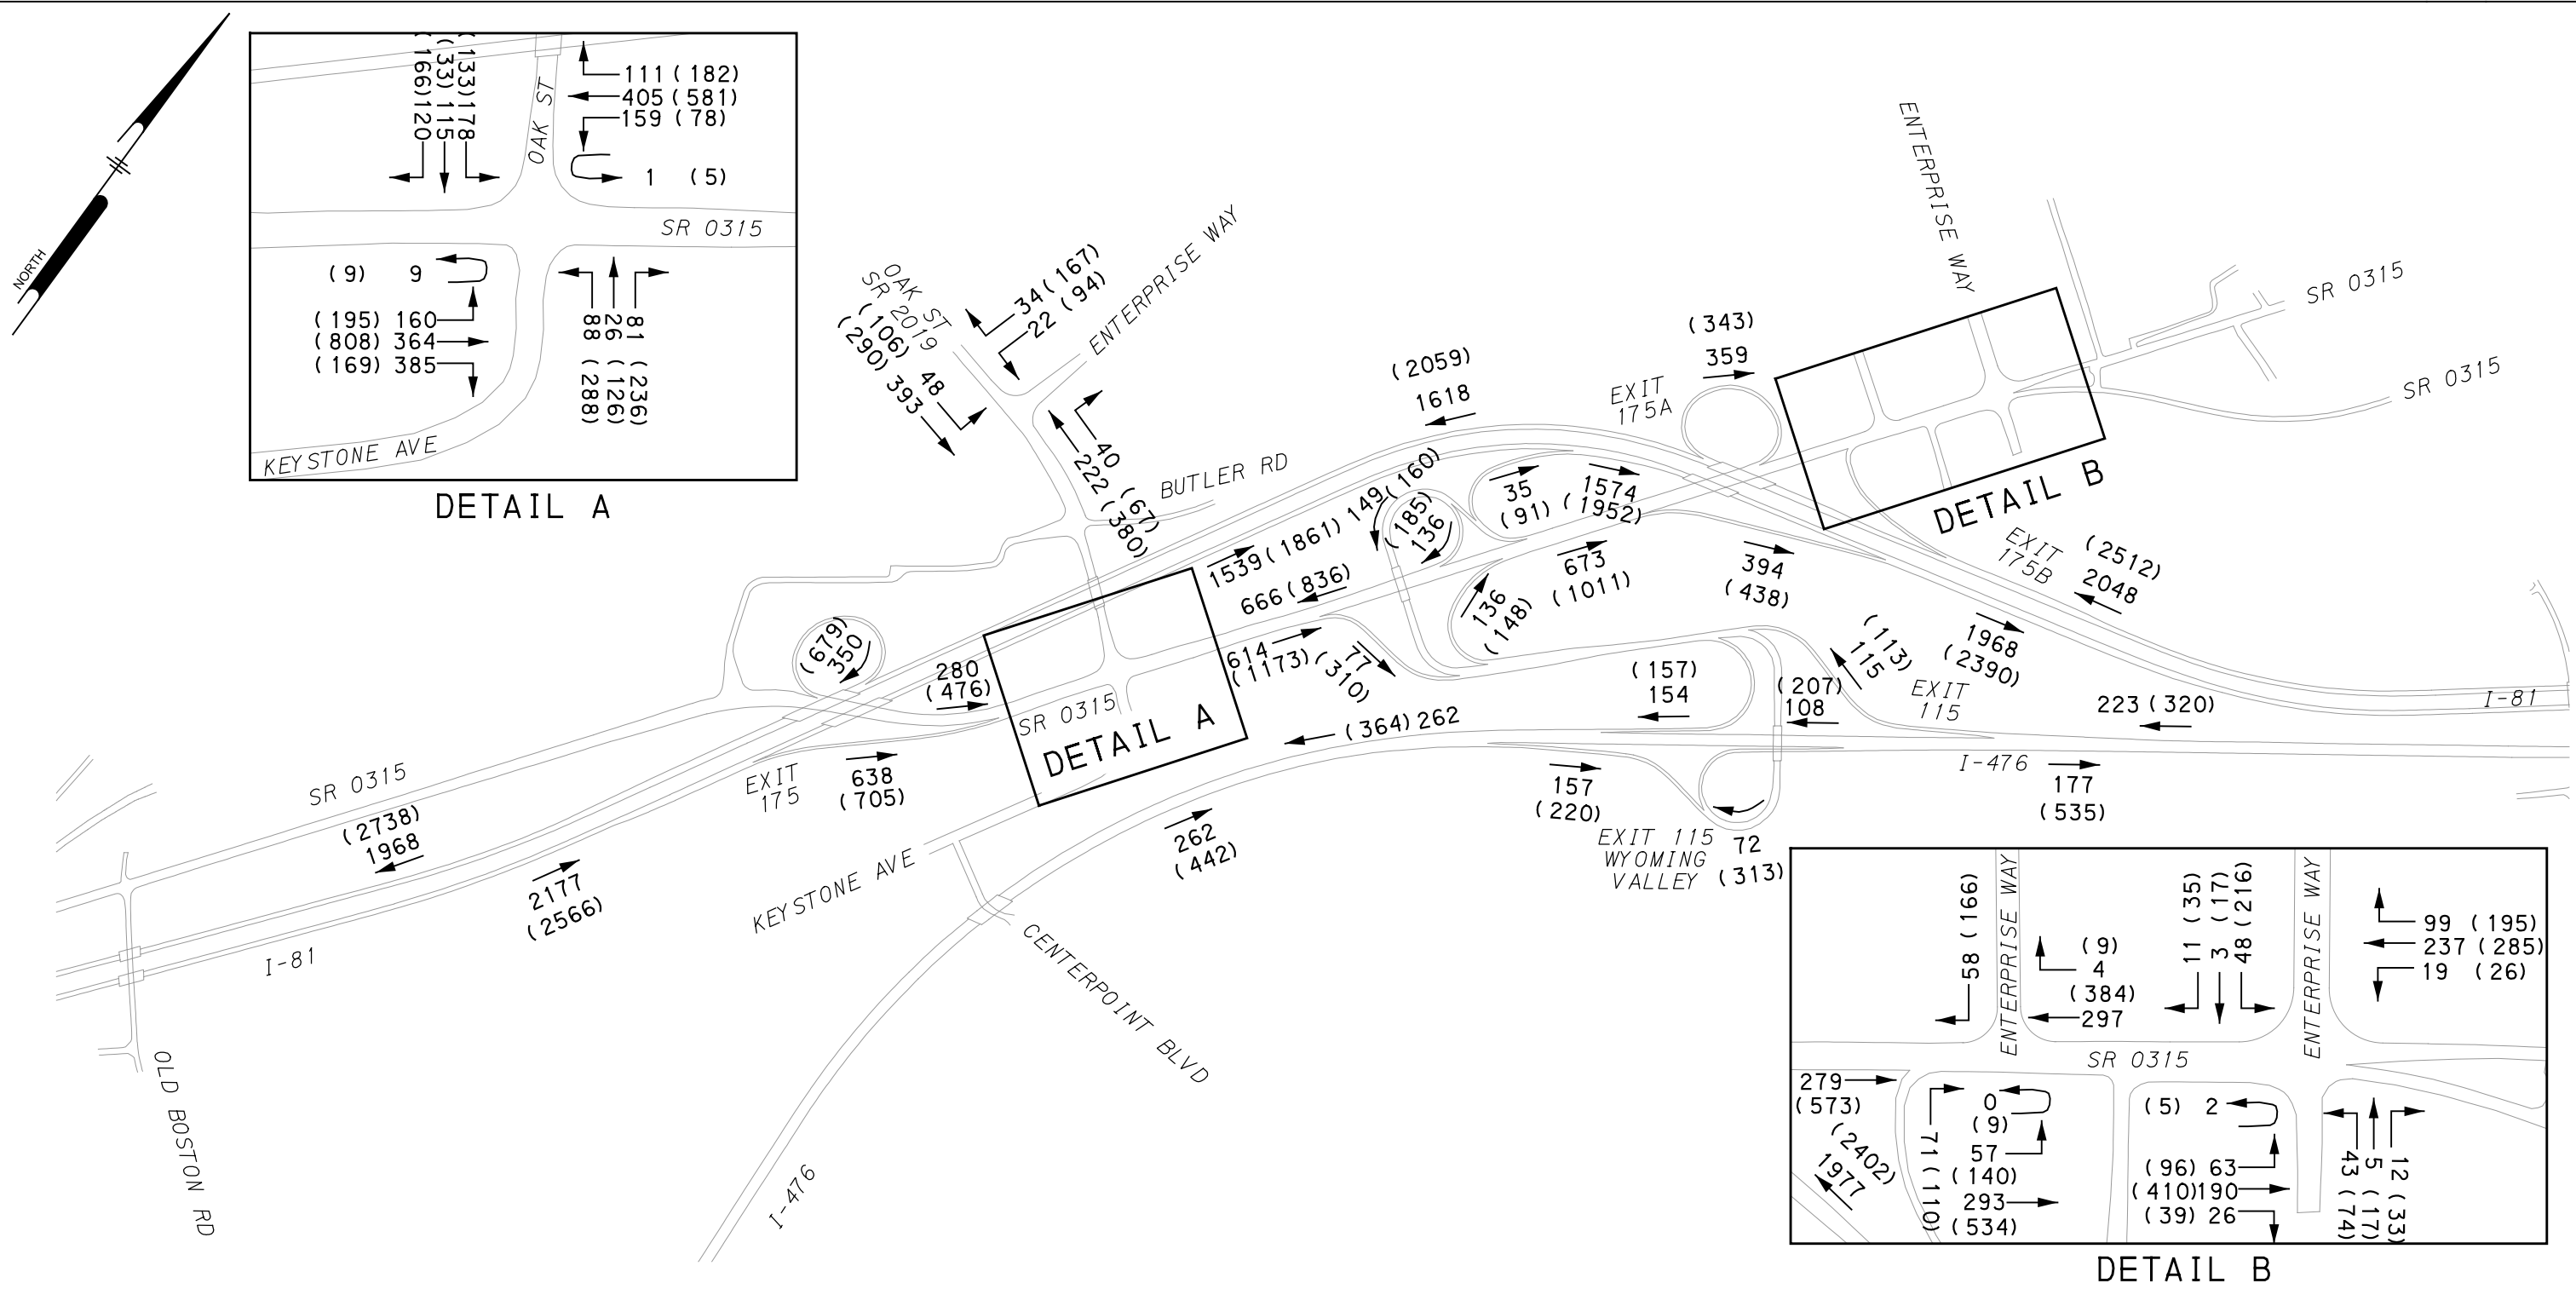 NORTH
(166)120
(33) 115
(133)178
OAK ST
111 (182)
405 (581)
159 (78)
1 (5)
SR 0315
(9) 9
(195) 160
(808) 364
(169) 385
88 (288)
26 (126)
81 (236)
KEYSTONE AVE
DETAIL A
OAK ST
SR 2019
(106) 48
(290) 393
34(167)
22 (94)
ENTERPRISE WAY
40 (67)
222 (380)
BUTLER RD
(2059)
1618
(343)
359
EXIT
175A
ENTERPRISE WAY
SR 0315
SR 0315
DETAIL B
1539(1861)
149(160)
(185)
136
35
(91)
1574
(1952)
666(836)
673
(1011)
394
(438)
EXIT
175B
(2512)
2048
1968
(2390)
136
(148)
614
(1173)
77
(310)
(679)
350
280
(476)
SR 0315
DETAIL A
(157)
154
(207)
108
(113)
115
EXIT
115
223 (320)
I-81
(364)262
I-476
177
(535)
157
(220)
EXIT 115
WYOMING
VALLEY
72
(313)
262
(442)
EXIT
175
638
(705)
SR 0315
(2738)
1968
2177
(2566)
I-81
KEYSTONE AVE
CENTERPOINT BLVD
OLD BOSTON RD
I-476
58 (166)
ENTERPRISE WAY
(9)
4
(384)
297
11 (35)
3 (17)
48 (216)
ENTERPRISE WAY
99 (195)
237 (285)
19 (26)
SR 0315
279
(573)
(2402)
1977
71(110)
0
(9)
57
(140)
293
(534)
(5) 2
(96) 63
(410)190
(39) 26
43 (74)
5 (17)
12 (33)
DETAIL B